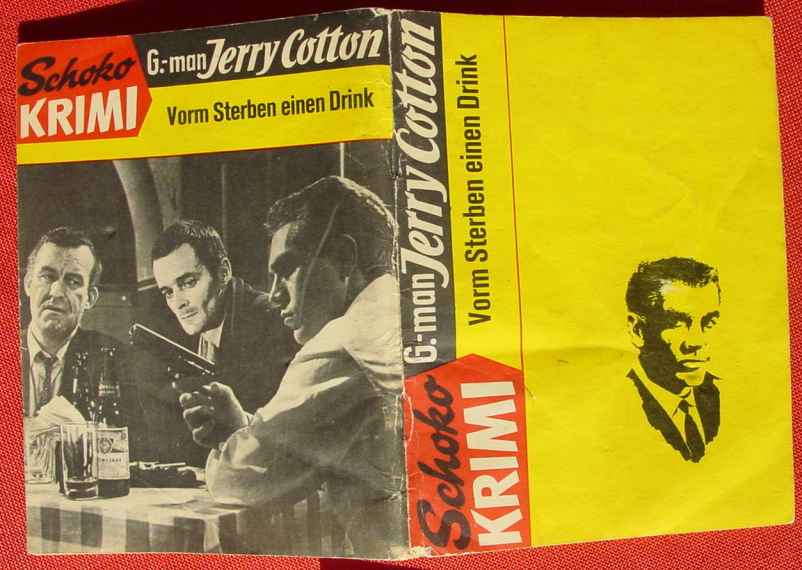 Schoko
KRIMI
G.-man Jerry Cotton
Vorm Sterben einen Drink
G.-man Jerry Cotton
Vorm Sterben einen Drink
Schoko
KRIMI